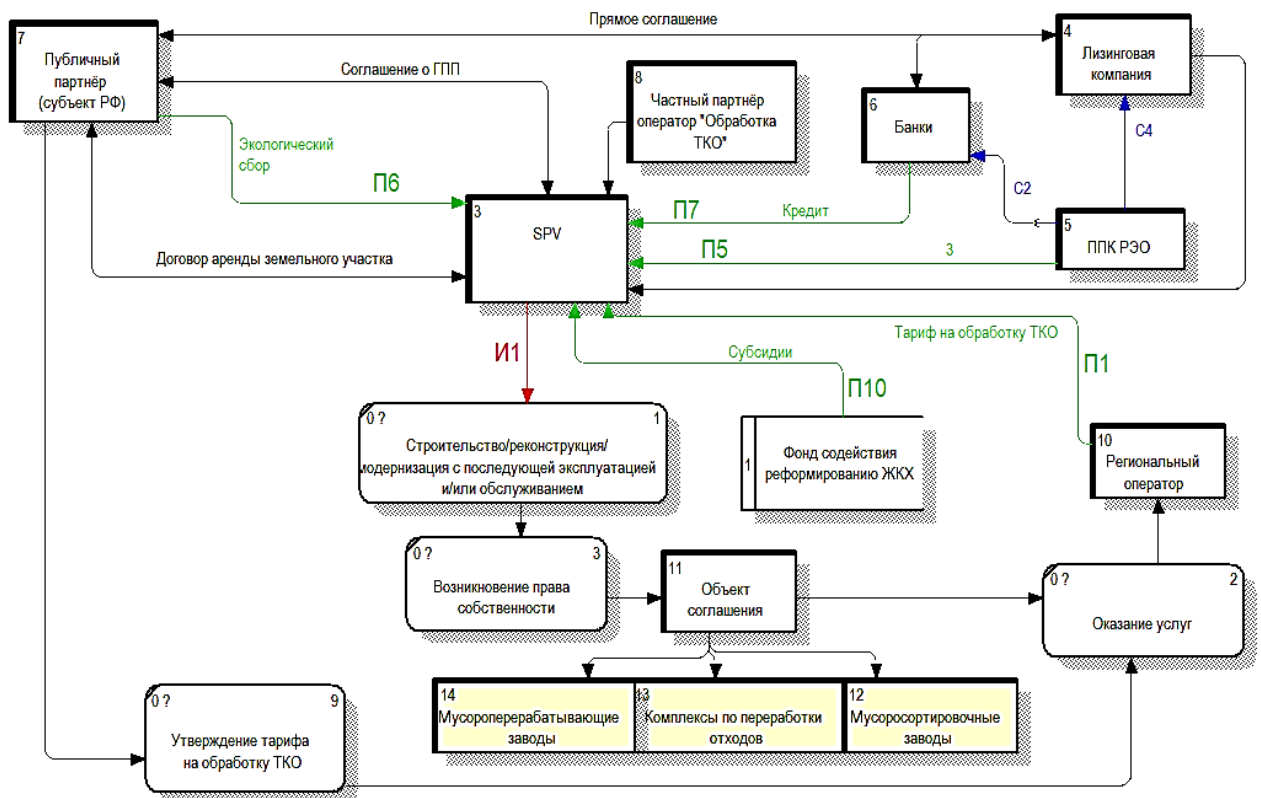 Прямое соглашение
7
Публичный
партнёр
(субъект РФ)
4
Лизинговая
компания
Соглашение о ГПП
8
Частный партнёр
оператор "Обработка
ТКО"
6
Банки
С4
Экологический
сбор
П6
С2
3
SPV
П7
Кредит
5
ППК РЭО
П5
3
Договор аренды земельного участка
Тариф на обработку ТКО
И1
Субсидии
П10
П1
0 ?
1
Строительство/реконструкция/
модернизация с последующей эксплуатацией
и/или обслуживанием
1
Фонд содействия
реформированию ЖКХ
10
Региональный
оператор
0 ?
3
Возникновение права
собственности
11
Объект
соглашения
0 ?
2
Оказание услуг
14
Мусороперерабатывающие
заводы
13
Комплексы по переработки
отходов
12
Мусоросортировочные
заводы
0 ?
9
Утверждение тарифа
на обработку ТКО